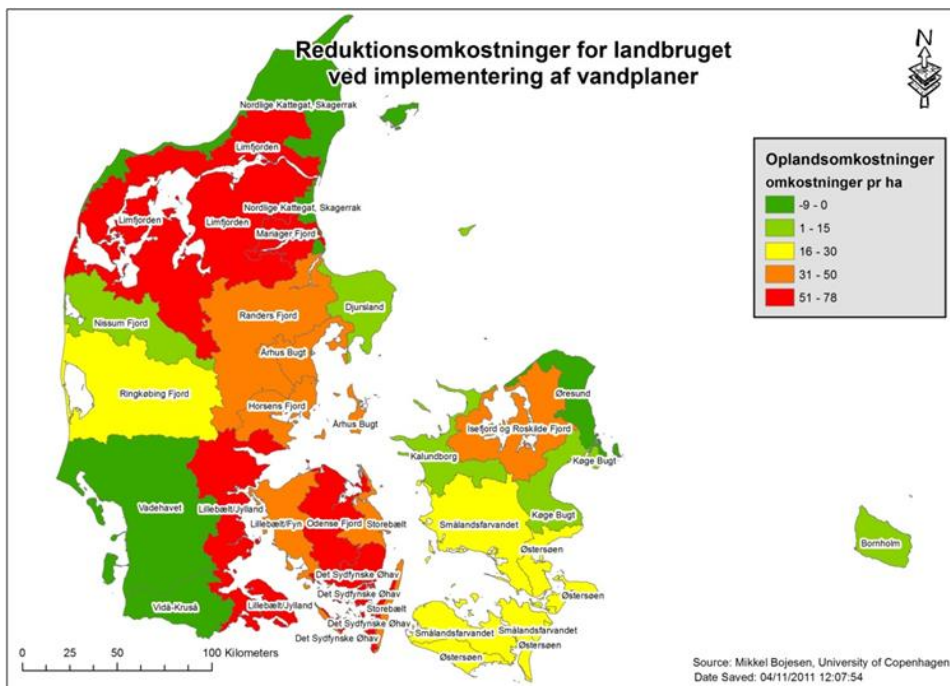 Reduktionsomkostninger for landbruget
ved implementering af vandplaner
N
Nordlige Kattegat, Skagerrak
Limfjorden
Limfjorden
Limfjorden
Nordlige Kattegat, Skagerrak
Mariager Fjord
Oplandsomkostninger
omkostninger pr ha
-9 - 0
1 - 15
16 - 30
31 - 50
51 - 78
Nissum Fjord
Randers Fjord
Djursland
Århus Bugt
Ringkøbing Fjord
Horsens Fjord
Århus Bugt
Øresund
Isefjord og Roskilde Fjord
Kalundborg
Køge Bugt
Vadehavet
Lillebælt/Jylland
Lillebælt/Fyn
Odense Fjord
Storebælt
Smålandsfarvandet
Køge Bugt
Østersøen
Bornholm
Det Sydfynske Øhav
Det Sydfynske Øhav
Østersøen
Vidå-Kruså
Lillebælt/Jylland
Storebælt
Det Sydfynske Øhav
Det Sydfynske Øhav
Smålandsfarvandet
Smålandsfarvandet
Østersøen
Østersøen
0 25 50 100 Kilometers
Source: Mikkel Bojesen, University of Copenhagen
Date Saved: 04/11/2011 12:07:54